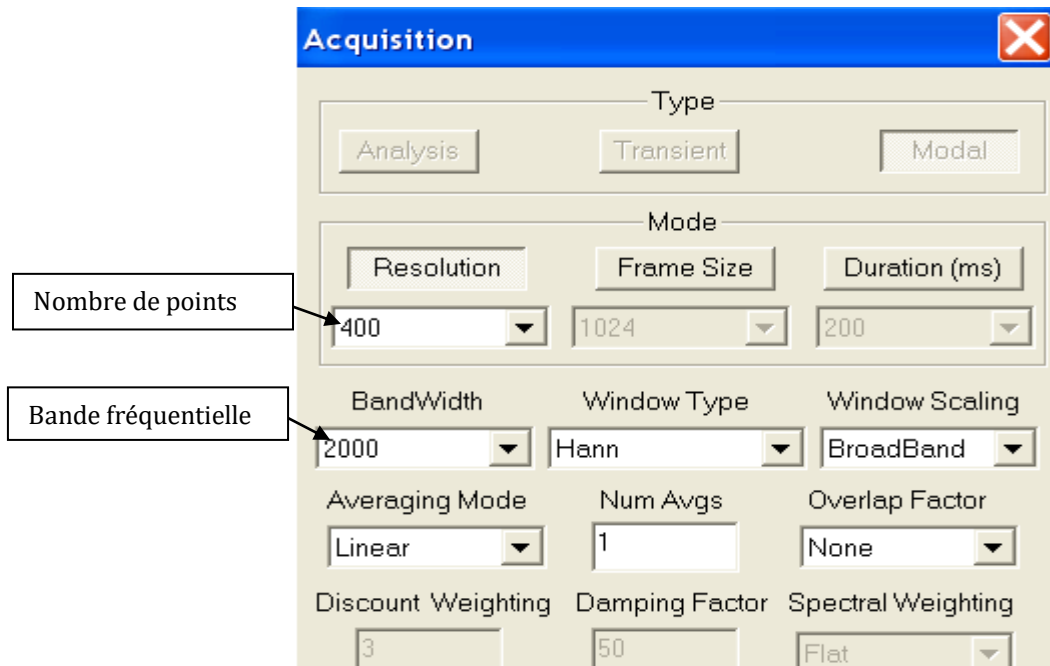 Acquisition
Type
Analysis Transient Modal
Mode
Resolution Frame Size Duration (ms)
Nombre de points
400 1024 200
BandWidth Window Type Window Scaling
Bande fréquentielle
2000 Hann BroadBand
Averaging Mode Num Avgs Overlap Factor
Linear 1 None
Discount Weighting Damping Factor Spectral Weighting
3 50 Flat